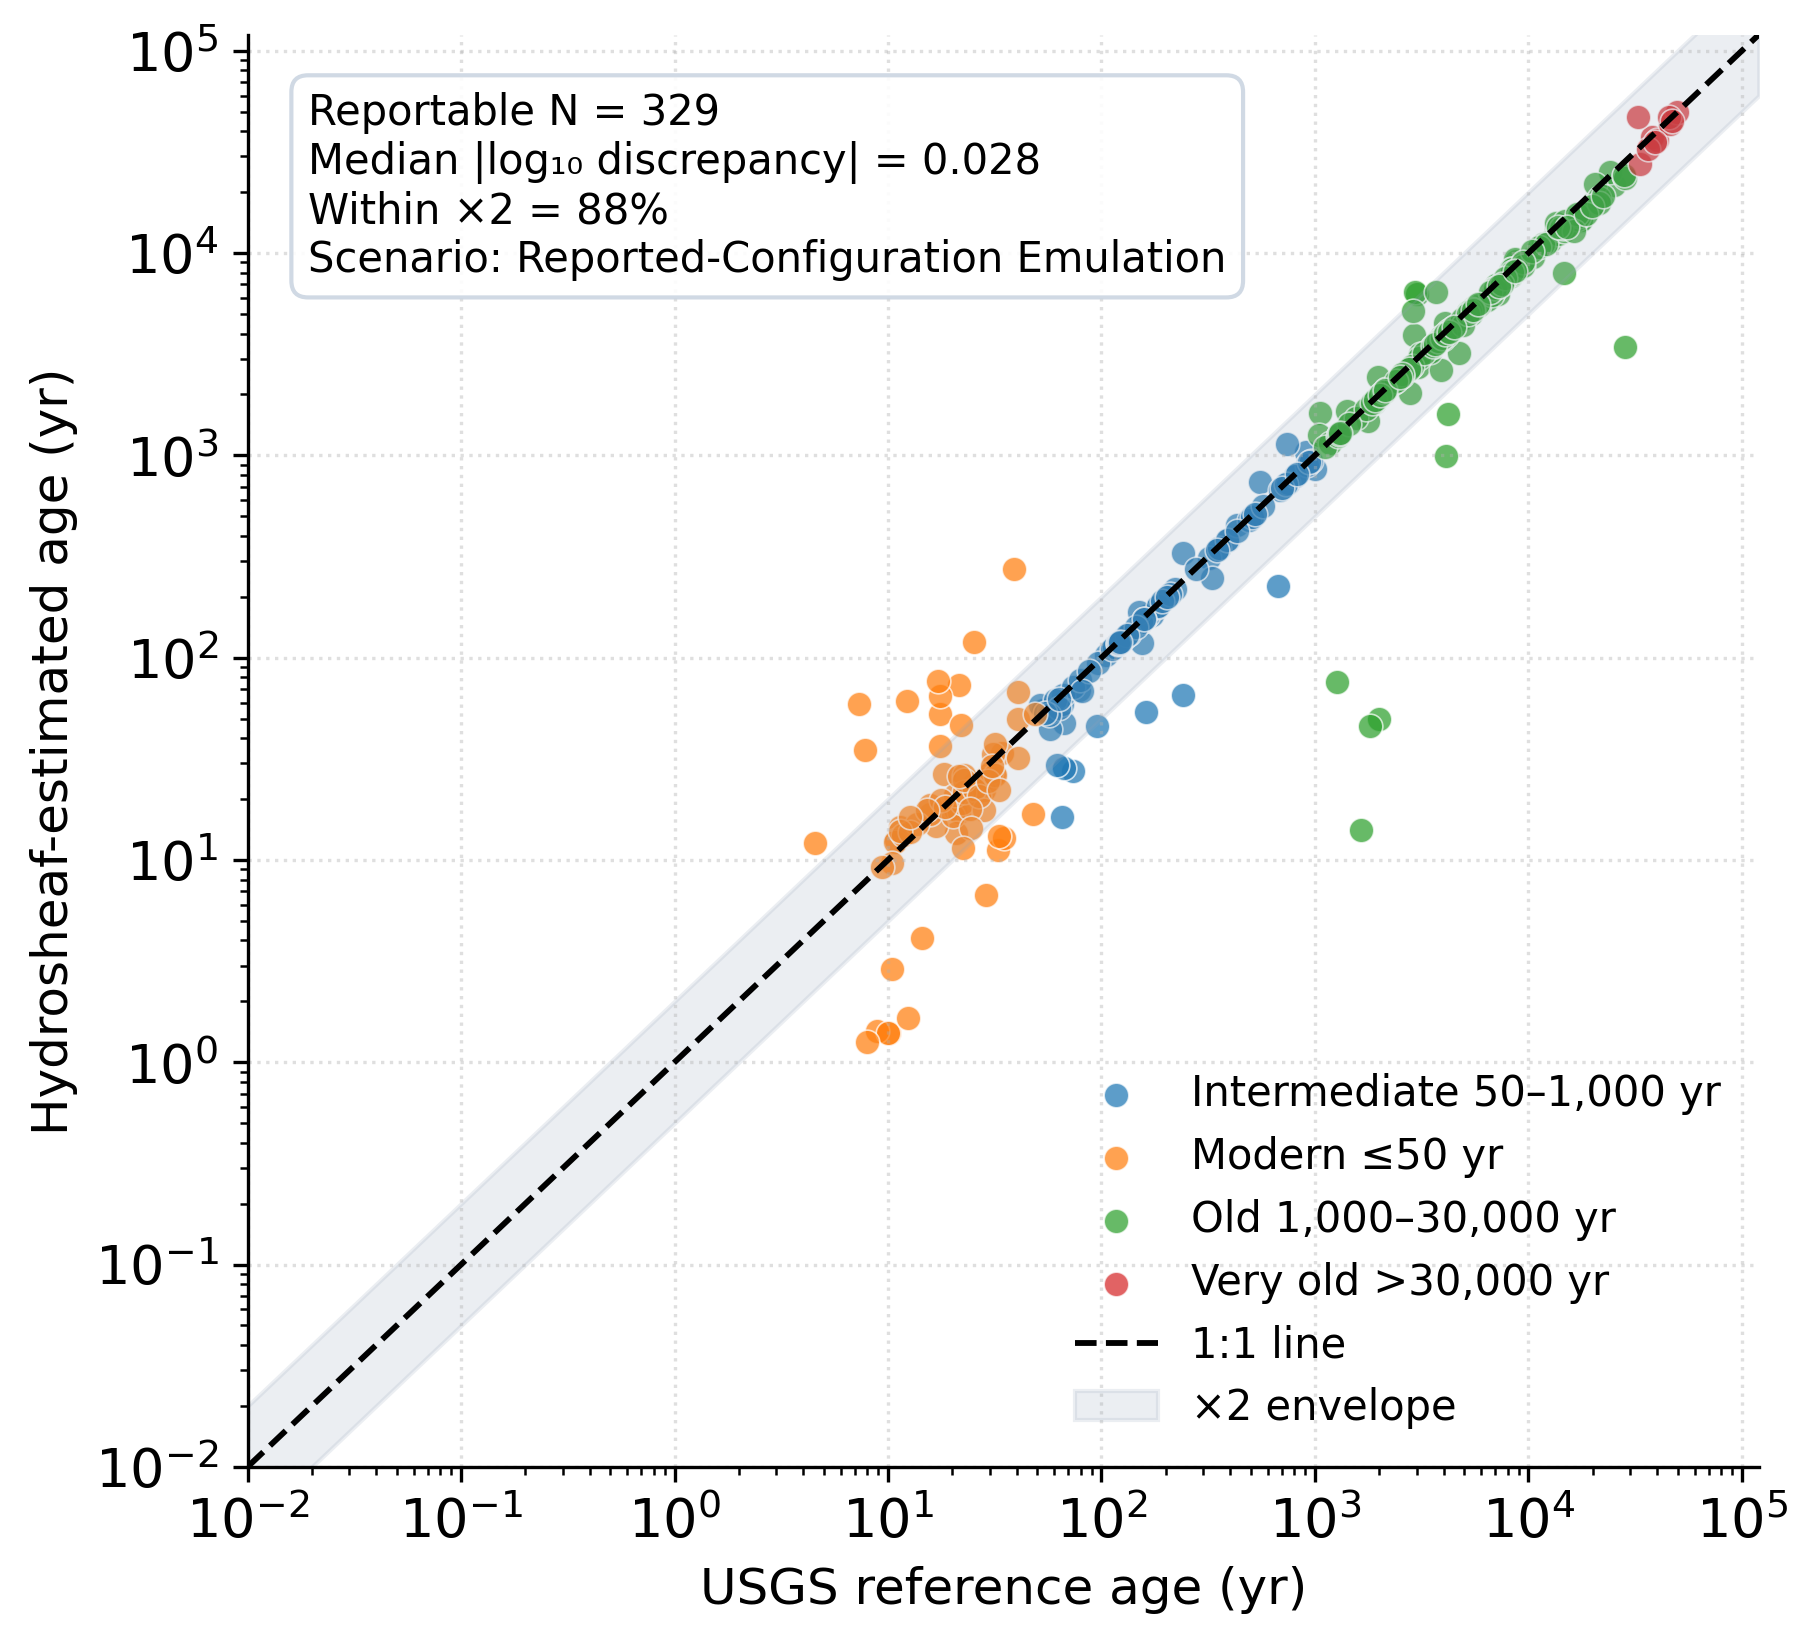 Reportable N = 329
Median |log₁₀ discrepancy| = 0.028
Within ×2 = 88%
Scenario: Reported-Configuration Emulation
Hydrosheaf-estimated age (yr)
10⁵
10⁴
10³
10²
10¹
10⁰
10⁻¹
10⁻²
Intermediate 50–1,000 yr
Modern ≤50 yr
Old 1,000–30,000 yr
Very old >30,000 yr
1:1 line
×2 envelope
10⁻² 10⁻¹ 10⁰ 10¹ 10² 10³ 10⁴ 10⁵
USGS reference age (yr)